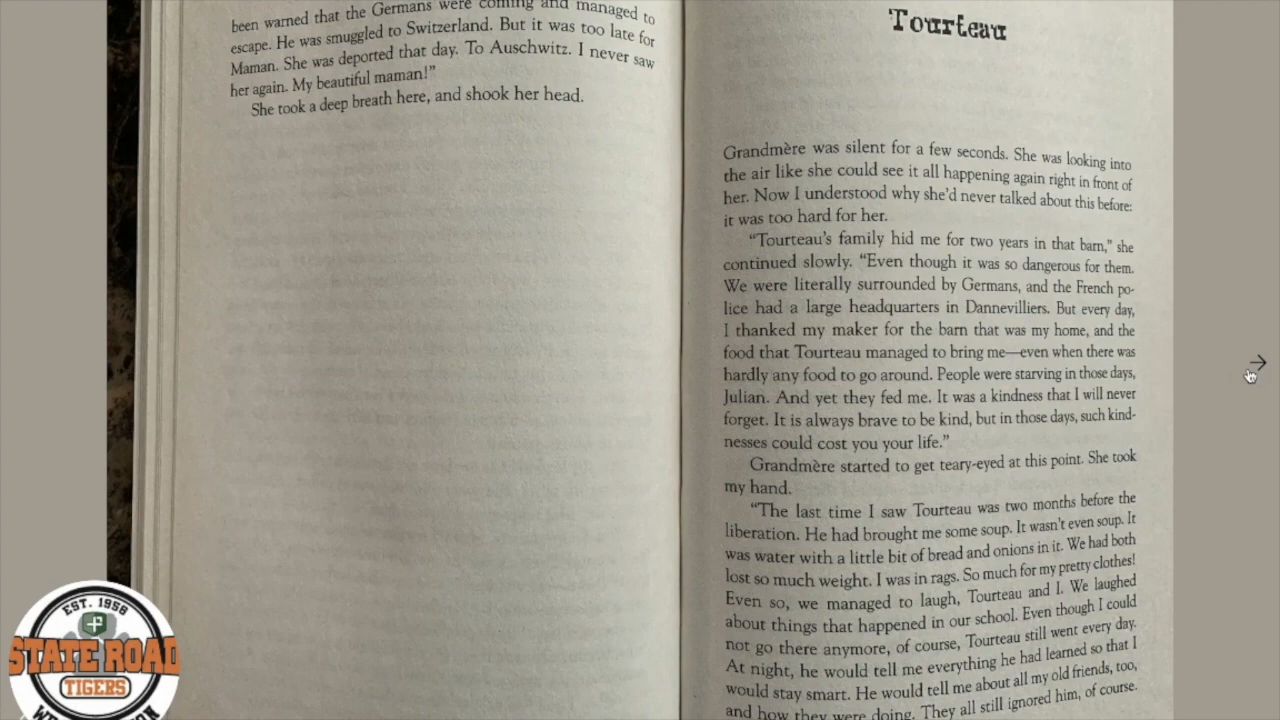 been warned that the Germans were coming and managed to
escape. He was smuggled to Switzerland. But it was too late for
Maman. She was deported that day. To Auschwitz. I never saw
her again. My beautiful maman!”
She took a deep breath here, and shook her head.
Tourteau
Grandmère was silent for a few seconds. She was looking into
the air like she could see it all happening again right in front of
her. Now I understood why she’d never talked about this before:
it was too hard for her.
“Tourteau’s family hid me for two years in that barn,” she
continued slowly. “Even though it was so dangerous for them.
We were literally surrounded by Germans, and the French po-
lice had a large headquarters in Dannevilliers. But every day,
I thanked my maker for the barn that was my home, and the
food that Tourteau managed to bring me—even when there was
hardly any food to go around. People were starving in those days,
Julian. And yet they fed me. It was a kindness that I will never
forget. It is always brave to be kind, but in those days, such kind-
nesses could cost you your life.”
Grandmère started to get teary-eyed at this point. She took
my hand.
“The last time I saw Tourteau was two months before the
liberation. He had brought me some soup. It wasn’t even soup. It
was water with a little bit of bread and onions in it. We had both
lost so much weight. I was in rags. So much for my pretty clothes!
Even so, we managed to laugh, Tourteau and I. We laughed
about things that happened in our school. Even though I could
not go there anymore, of course, Tourteau still went every day.
At night, he would tell me everything he had learned so that I
would stay smart. He would tell me about all my old friends, too,
and how they were doing. They all still ignored him, of course.
EST. 1958
STATE ROAD
TIGERS